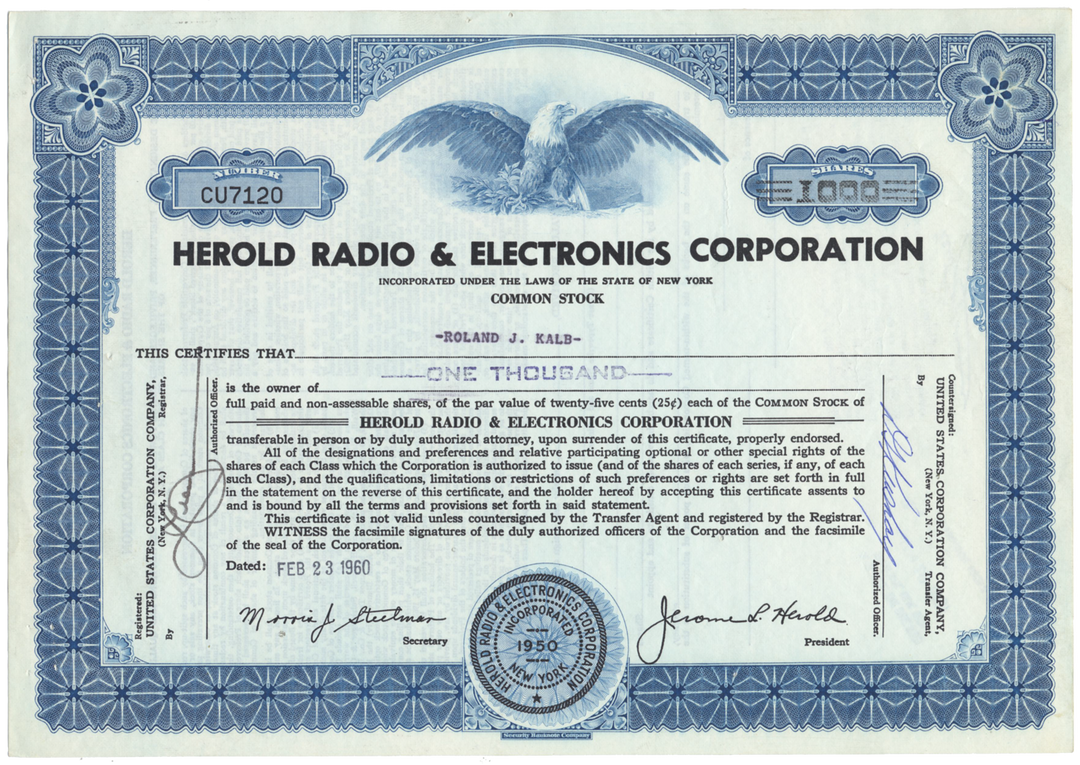 NUMBER
CU7120
SHARES
1000
HEROLD RADIO & ELECTRONICS CORPORATION
INCORPORATED UNDER THE LAWS OF THE STATE OF NEW YORK
COMMON STOCK
-ROLAND J. KALB-
THIS CERTIFIES THAT
ONE THOUSAND
is the owner of
full paid and non-assessable shares, of the par value of twenty-five cents (25¢) each of the COMMON STOCK of
HEROLD RADIO & ELECTRONICS CORPORATION
transferable in person or by duly authorized attorney, upon surrender of this certificate, properly endorsed.
All of the designations and preferences and relative participating optional or other special rights of the
shares of each Class which the Corporation is authorized to issue (and of the shares of each series, if any, of each
such Class), and the qualifications, limitations or restrictions of such preferences or rights are set forth in full
in the statement on the reverse of this certificate, and the holder hereof by accepting this certificate assents to
and is bound by all the terms and provisions set forth in said statement.
This certificate is not valid unless countersigned by the Transfer Agent and registered by the Registrar.
WITNESS the facsimile signatures of the duly authorized officers of the Corporation and the facsimile
of the seal of the Corporation.
Dated: FEB 23 1960
Morris J. Steelman
Secretary
Jerome L. Herold
President
HEROLD RADIO & ELECTRONICS CORPORATION
INCORPORATED
1950
NEW YORK
Security Banknote Company
Registered:
UNITED STATES CORPORATION COMPANY,
(New York, N. Y.) Registrar,
By
Authorized Officer.
Countersigned:
UNITED STATES CORPORATION COMPANY,
(New York, N. Y.) Transfer Agent,
By
Authorized Officer.